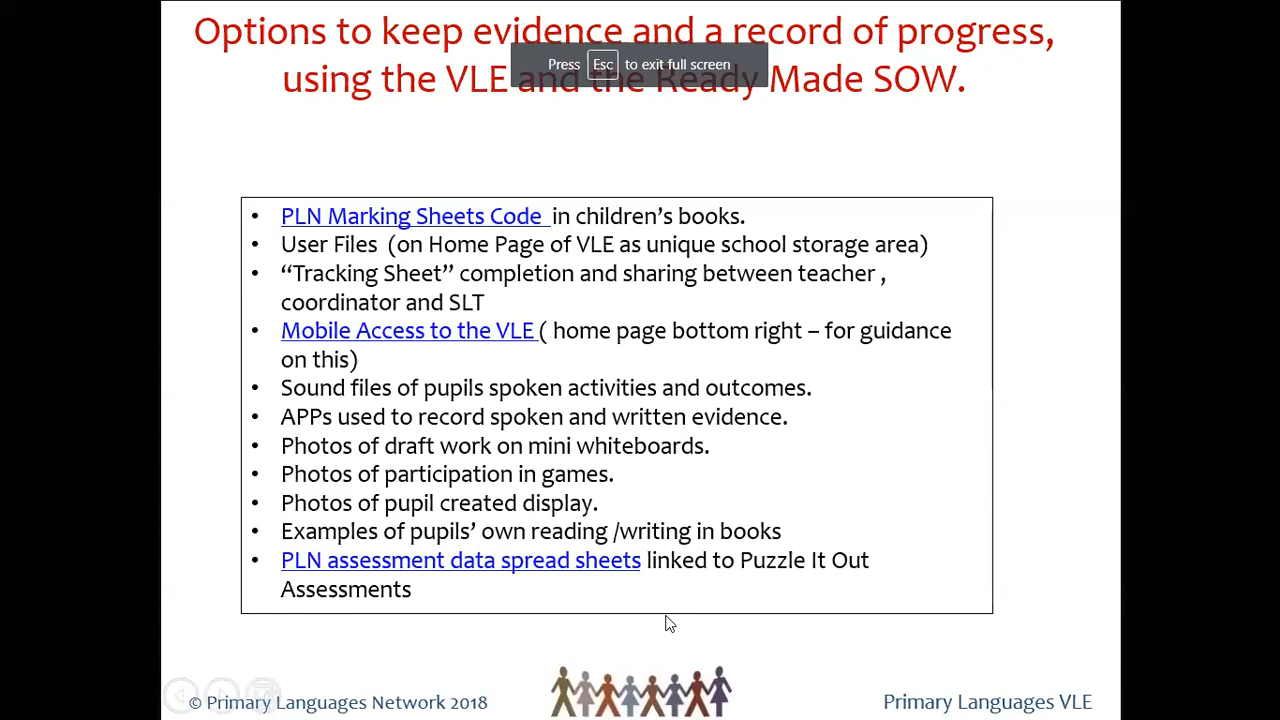 Options to keep evidence and a record of progress,
Press Esc to exit full screen
using the VLE and the Ready Made SOW.
• PLN Marking Sheets Code in children’s books.
• User Files (on Home Page of VLE as unique school storage area)
• “Tracking Sheet” completion and sharing between teacher ,
coordinator and SLT
• Mobile Access to the VLE ( home page bottom right – for guidance
on this)
• Sound files of pupils spoken activities and outcomes.
• APPs used to record spoken and written evidence.
• Photos of draft work on mini whiteboards.
• Photos of participation in games.
• Photos of pupil created display.
• Examples of pupils’ own reading /writing in books
• PLN assessment data spread sheets linked to Puzzle It Out
Assessments
© Primary Languages Network 2018
Primary Languages VLE